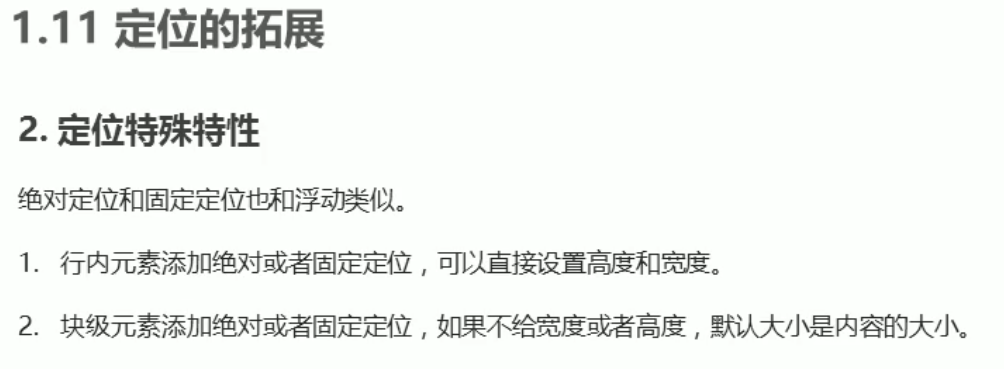 1.11 定位的拓展
2. 定位特殊特性
绝对定位和固定定位也和浮动类似。
1. 行内元素添加绝对或者固定定位，可以直接设置高度和宽度。
2. 块级元素添加绝对或者固定定位，如果不给宽度或者高度，默认大小是内容的大小。